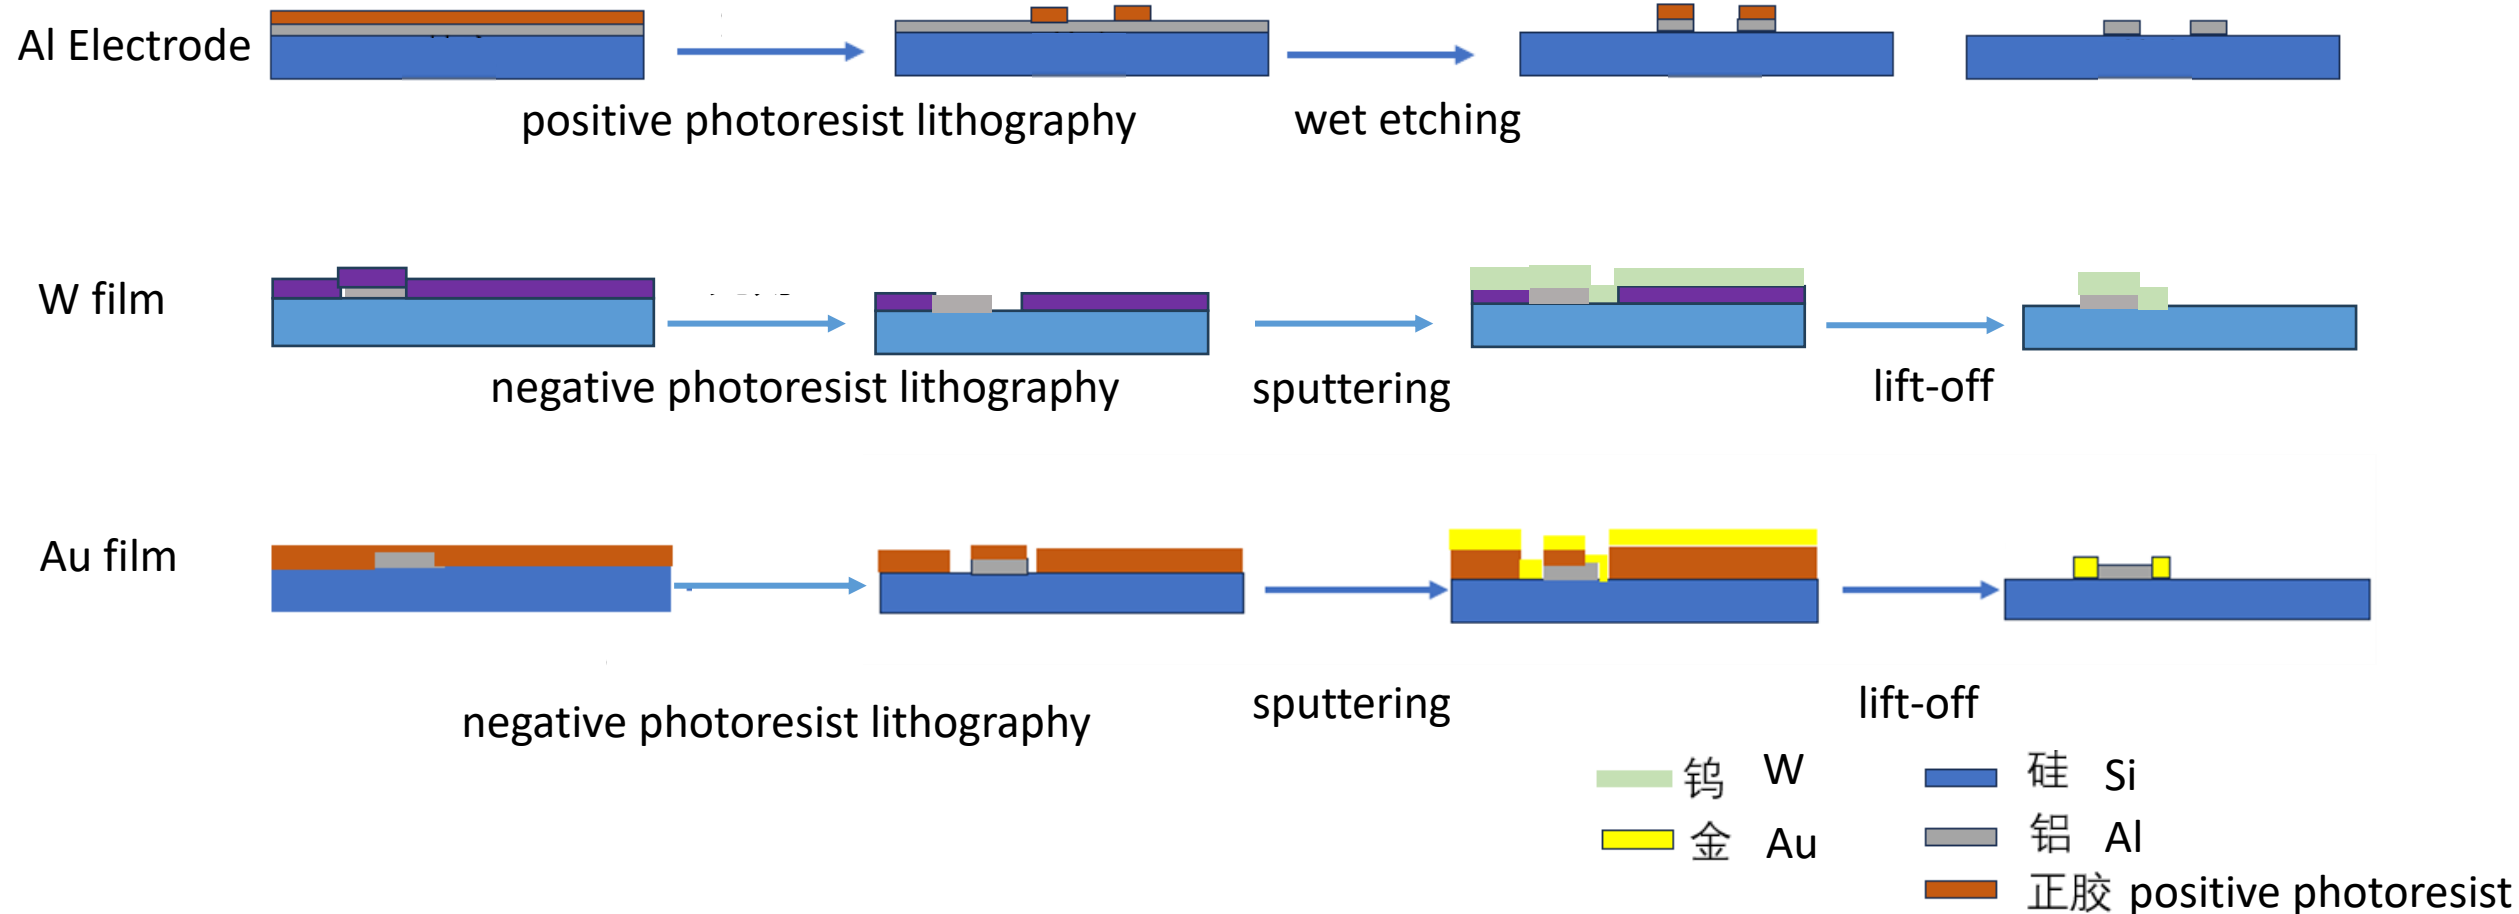 Al Electrode
positive photoresist lithography
wet etching
W film
negative photoresist lithography
sputtering
lift-off
Au film
negative photoresist lithography
sputtering
lift-off
钨 W
硅 Si
金 Au
铝 Al
正胶 positive photoresist